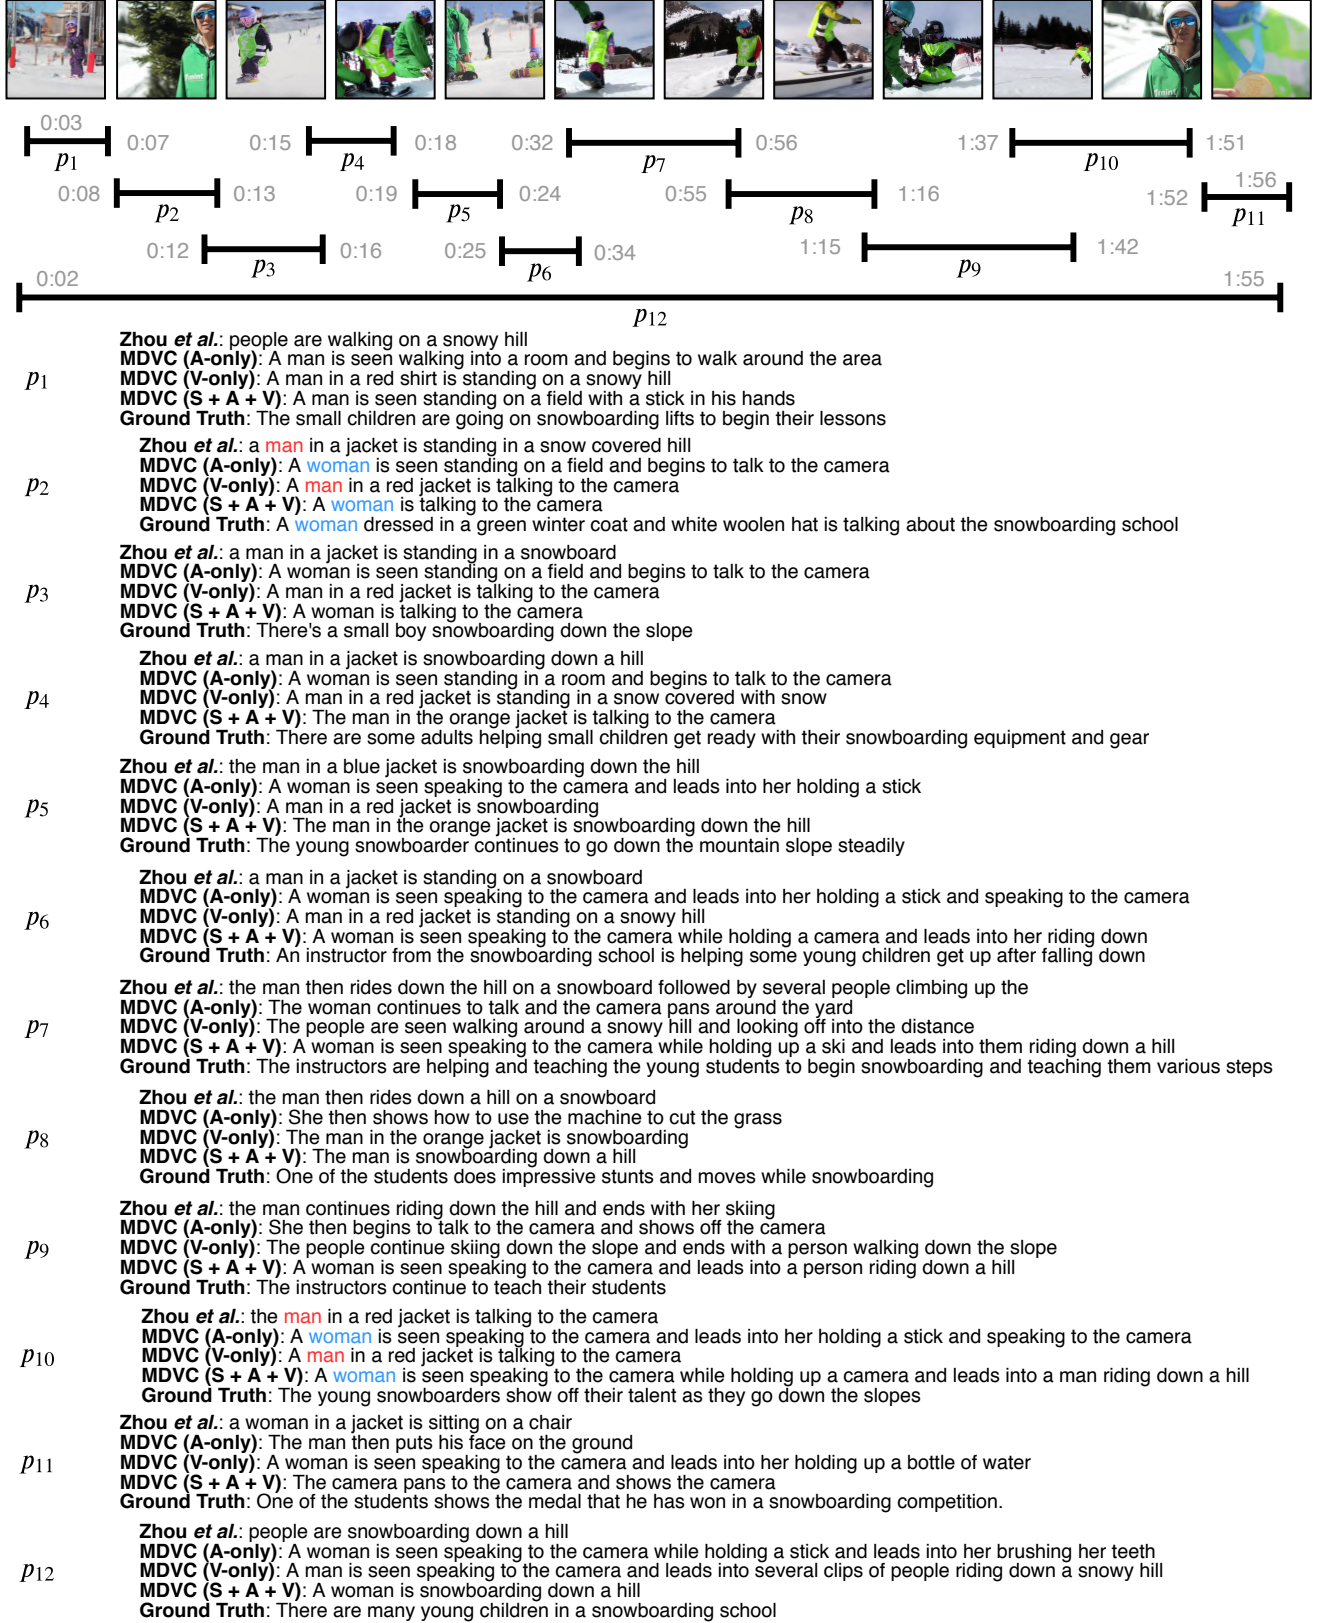 0:03
0:07
0:15
0:18
0:32
0:56
1:37
1:51
p1
p4
p7
p10
1:56
0:08
0:13
0:19
0:24
0:55
1:16
1:52
p2
p5
p8
p11
0:12
0:16
0:25
0:34
1:15
1:42
p3
p6
p9
0:02
1:55
p12
p1
Zhou et al.: people are walking on a snowy hill
MDVC (A-only): A man is seen walking into a room and begins to walk around the area
MDVC (V-only): A man in a red shirt is standing on a snowy hill
MDVC (S + A + V): A man is seen standing on a field with a stick in his hands
Ground Truth: The small children are going on snowboarding lifts to begin their lessons
p2
Zhou et al.: a man in a jacket is standing in a snow covered hill
MDVC (A-only): A woman is seen standing on a field and begins to talk to the camera
MDVC (V-only): A man in a red jacket is talking to the camera
MDVC (S + A + V): A woman is talking to the camera
Ground Truth: A woman dressed in a green winter coat and white woolen hat is talking about the snowboarding school
p3
Zhou et al.: a man in a jacket is standing in a snowboard
MDVC (A-only): A woman is seen standing on a field and begins to talk to the camera
MDVC (V-only): A man in a red jacket is talking to the camera
MDVC (S + A + V): A woman is talking to the camera
Ground Truth: There's a small boy snowboarding down the slope
p4
Zhou et al.: a man in a jacket is snowboarding down a hill
MDVC (A-only): A woman is seen standing in a room and begins to talk to the camera
MDVC (V-only): A man in a red jacket is standing in a snow covered with snow
MDVC (S + A + V): The man in the orange jacket is talking to the camera
Ground Truth: There are some adults helping small children get ready with their snowboarding equipment and gear
p5
Zhou et al.: the man in a blue jacket is snowboarding down the hill
MDVC (A-only): A woman is seen speaking to the camera and leads into her holding a stick
MDVC (V-only): A man in a red jacket is snowboarding
MDVC (S + A + V): The man in the orange jacket is snowboarding down the hill
Ground Truth: The young snowboarder continues to go down the mountain slope steadily
p6
Zhou et al.: a man in a jacket is standing on a snowboard
MDVC (A-only): A woman is seen speaking to the camera and leads into her holding a stick and speaking to the camera
MDVC (V-only): A man in a red jacket is standing on a snowy hill
MDVC (S + A + V): A woman is seen speaking to the camera while holding a camera and leads into her riding down
Ground Truth: An instructor from the snowboarding school is helping some young children get up after falling down
p7
Zhou et al.: the man then rides down the hill on a snowboard followed by several people climbing up the
MDVC (A-only): The woman continues to talk and the camera pans around the yard
MDVC (V-only): The people are seen walking around a snowy hill and looking off into the distance
MDVC (S + A + V): A woman is seen speaking to the camera while holding up a ski and leads into them riding down a hill
Ground Truth: The instructors are helping and teaching the young students to begin snowboarding and teaching them various steps
p8
Zhou et al.: the man then rides down a hill on a snowboard
MDVC (A-only): She then shows how to use the machine to cut the grass
MDVC (V-only): The man in the orange jacket is snowboarding
MDVC (S + A + V): The man is snowboarding down a hill
Ground Truth: One of the students does impressive stunts and moves while snowboarding
p9
Zhou et al.: the man continues riding down the hill and ends with her skiing
MDVC (A-only): She then begins to talk to the camera and shows off the camera
MDVC (V-only): The people continue skiing down the slope and ends with a person walking down the slope
MDVC (S + A + V): A woman is seen speaking to the camera and leads into a person riding down a hill
Ground Truth: The instructors continue to teach their students
p10
Zhou et al.: the man in a red jacket is talking to the camera
MDVC (A-only): A woman is seen speaking to the camera and leads into her holding a stick and speaking to the camera
MDVC (V-only): A man in a red jacket is talking to the camera
MDVC (S + A + V): A woman is seen speaking to the camera while holding up a camera and leads into a man riding down a hill
Ground Truth: The young snowboarders show off their talent as they go down the slopes
p11
Zhou et al.: a woman in a jacket is sitting on a chair
MDVC (A-only): The man then puts his face on the ground
MDVC (V-only): A woman is seen speaking to the camera and leads into her holding up a bottle of water
MDVC (S + A + V): The camera pans to the camera and shows the camera
Ground Truth: One of the students shows the medal that he has won in a snowboarding competition.
p12
Zhou et al.: people are snowboarding down a hill
MDVC (A-only): A woman is seen speaking to the camera while holding a stick and leads into her brushing her teeth
MDVC (V-only): A man is seen speaking to the camera and leads into several clips of people riding down a snowy hill
MDVC (S + A + V): A woman is snowboarding down a hill
Ground Truth: There are many young children in a snowboarding school